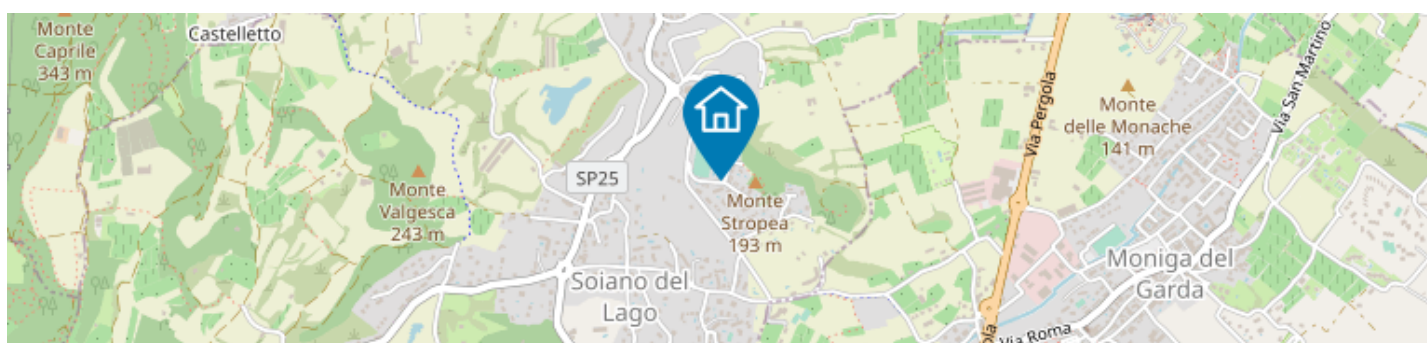 Monte
Caprile
343 m
Castelletto
Monte
Valgesca
243 m
SP25
Monte
Stropea
193 m
Soiano del
Lago
Via Pergola
Monte
delle Monache
141 m
Via San Martino
Moniga del
Garda
Via Roma
ola